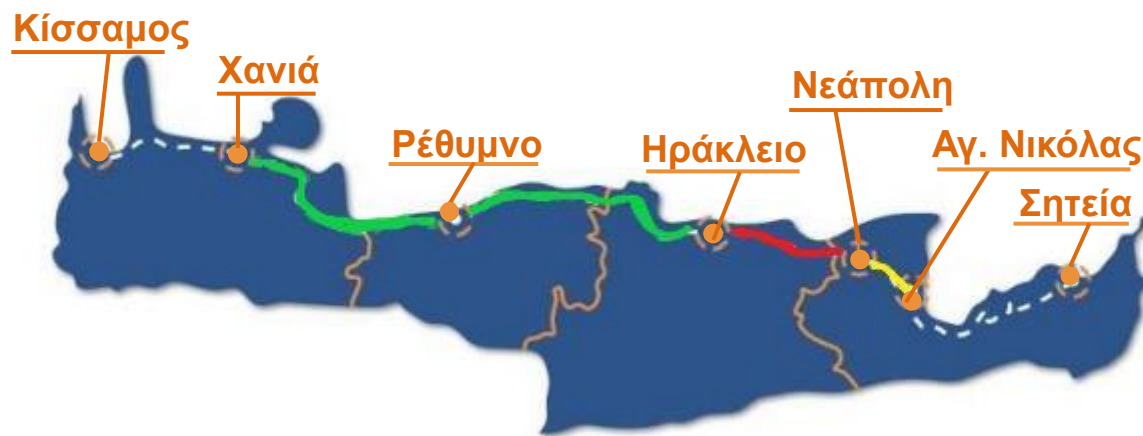 Κίσσαμος
Χανιά
Ρέθυμνο
Ηράκλειο
Νεάπολη
Αγ. Νικόλας
Σητεία